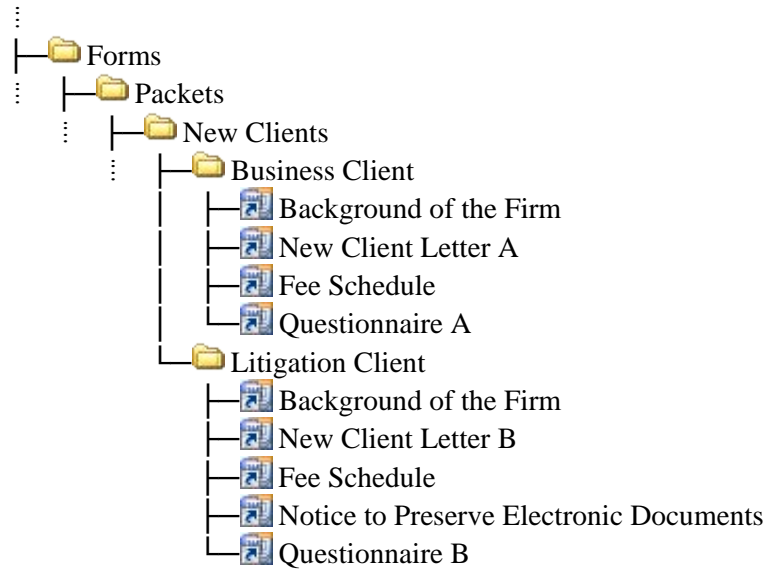 Forms
Packets
New Clients
Business Client
Background of the Firm
New Client Letter A
Fee Schedule
Questionnaire A
Litigation Client
Background of the Firm
New Client Letter B
Fee Schedule
Notice to Preserve Electronic Documents
Questionnaire B